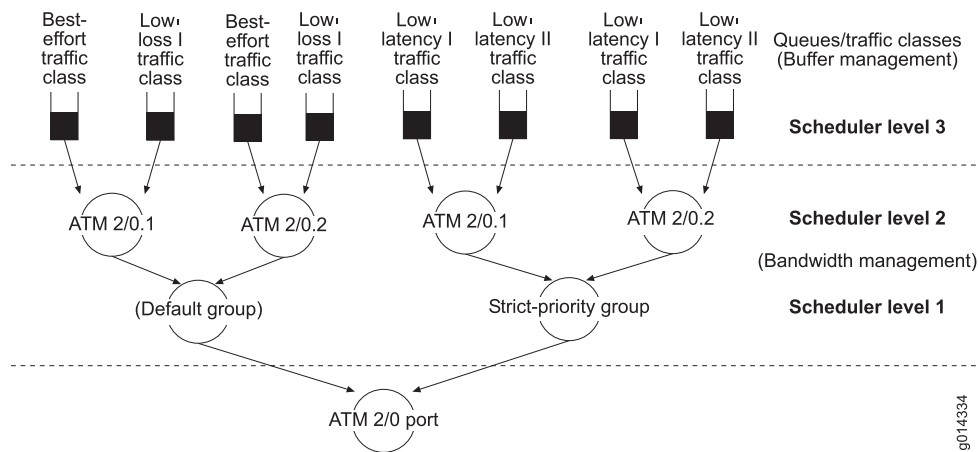 Best-
effort
traffic
class
Low-
loss I
traffic
class
Best-
effort
traffic
class
Low-
loss I
traffic
class
Low-
latency I
traffic
class
Low-
latency II
traffic
class
Low-
latency I
traffic
class
Low-
latency II
traffic
class
Queues/traffic classes
(Buffer management)
Scheduler level 3
ATM 2/0.1
ATM 2/0.2
ATM 2/0.1
ATM 2/0.2
Scheduler level 2
(Bandwidth management)
(Default group)
Strict-priority group
Scheduler level 1
ATM 2/0 port
g014334